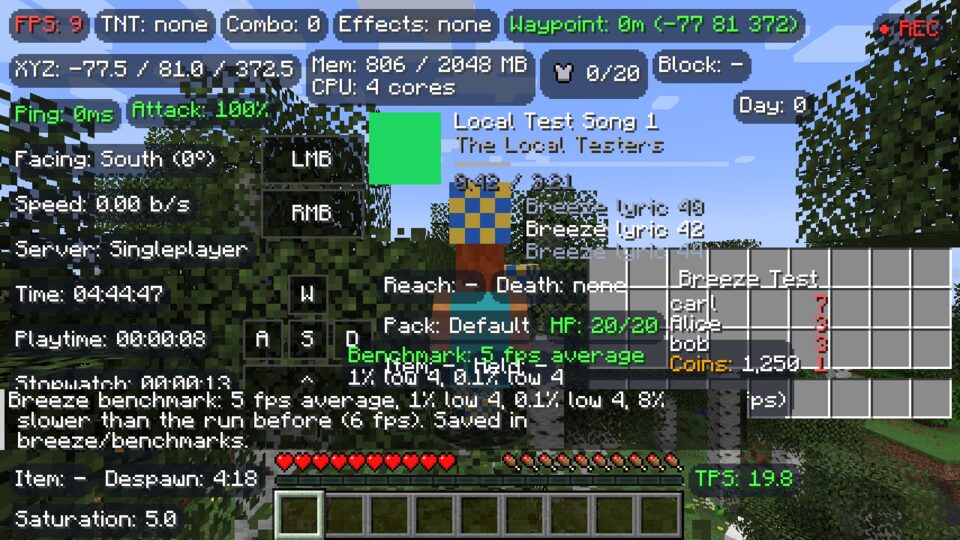 FPS: 9
TNT: none
Combo: 0
Effects: none
Waypoint: 0m (-77 81 372)
REC
XYZ: -77.5 / 81.0 / 372.5
Mem: 806 / 2048 MB
CPU: 4 cores
0/20
Block: -
Ping: 0ms
Attack: 100%
Day: 0
Local Test Song 1
The Local Testers
0:42 / 2:21
Facing: South (0°)
LMB
Speed: 0.00 b/s
RMB
Breeze lyric 40
Breeze lyric 42
Breeze lyric 44
Server: Singleplayer
Reach: -
Death: none
Breeze Test
Time: 04:44:47
W
carl 7
Alice 3
bob 3
Coins: 1,250 1
Pack: Default
HP: 20/20
Playtime: 00:00:08
A
S
D
Benchmark: 5 fps average
1% low 4, 0.1% low 4
Stopwatch: 00:00:13
Breeze benchmark: 5 fps average, 1% low 4, 0.1% low 4, 8%
slower than the run before (6 fps). Saved in
breeze/benchmarks.
fps)
Item: -
Despawn: 4:18
TPS: 19.8
Saturation: 5.0